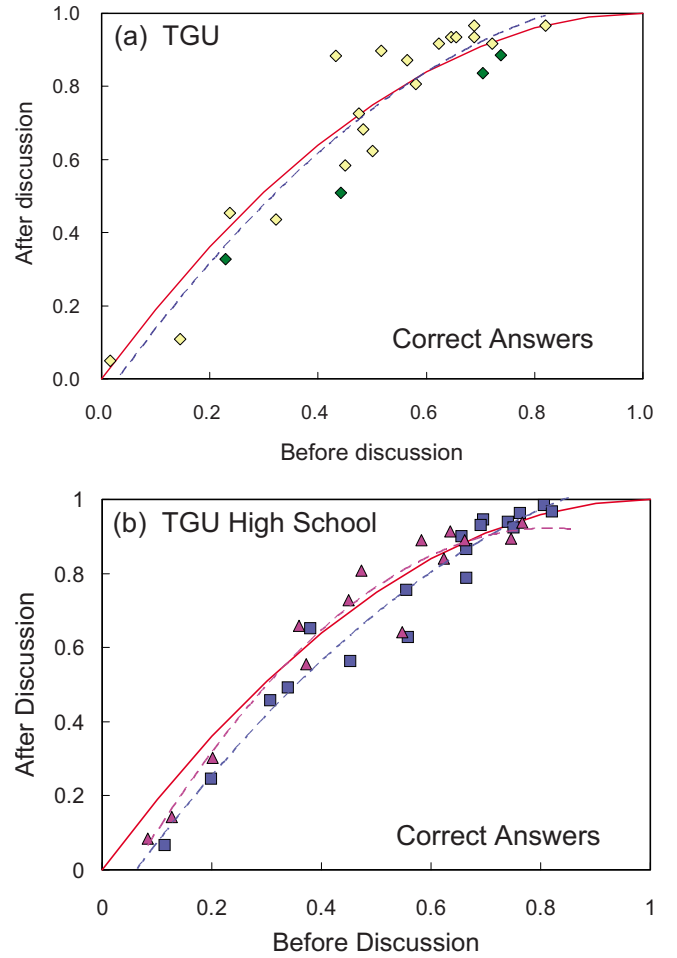 (a) TGU
1.0
0.8
0.6
0.4
0.2
0.0
After discussion
Correct Answers
0.0 0.2 0.4 0.6 0.8 1.0
Before discussion
(b) TGU High School
1
0.8
0.6
0.4
0.2
0
After Discussion
Correct Answers
0 0.2 0.4 0.6 0.8 1
Before Discussion